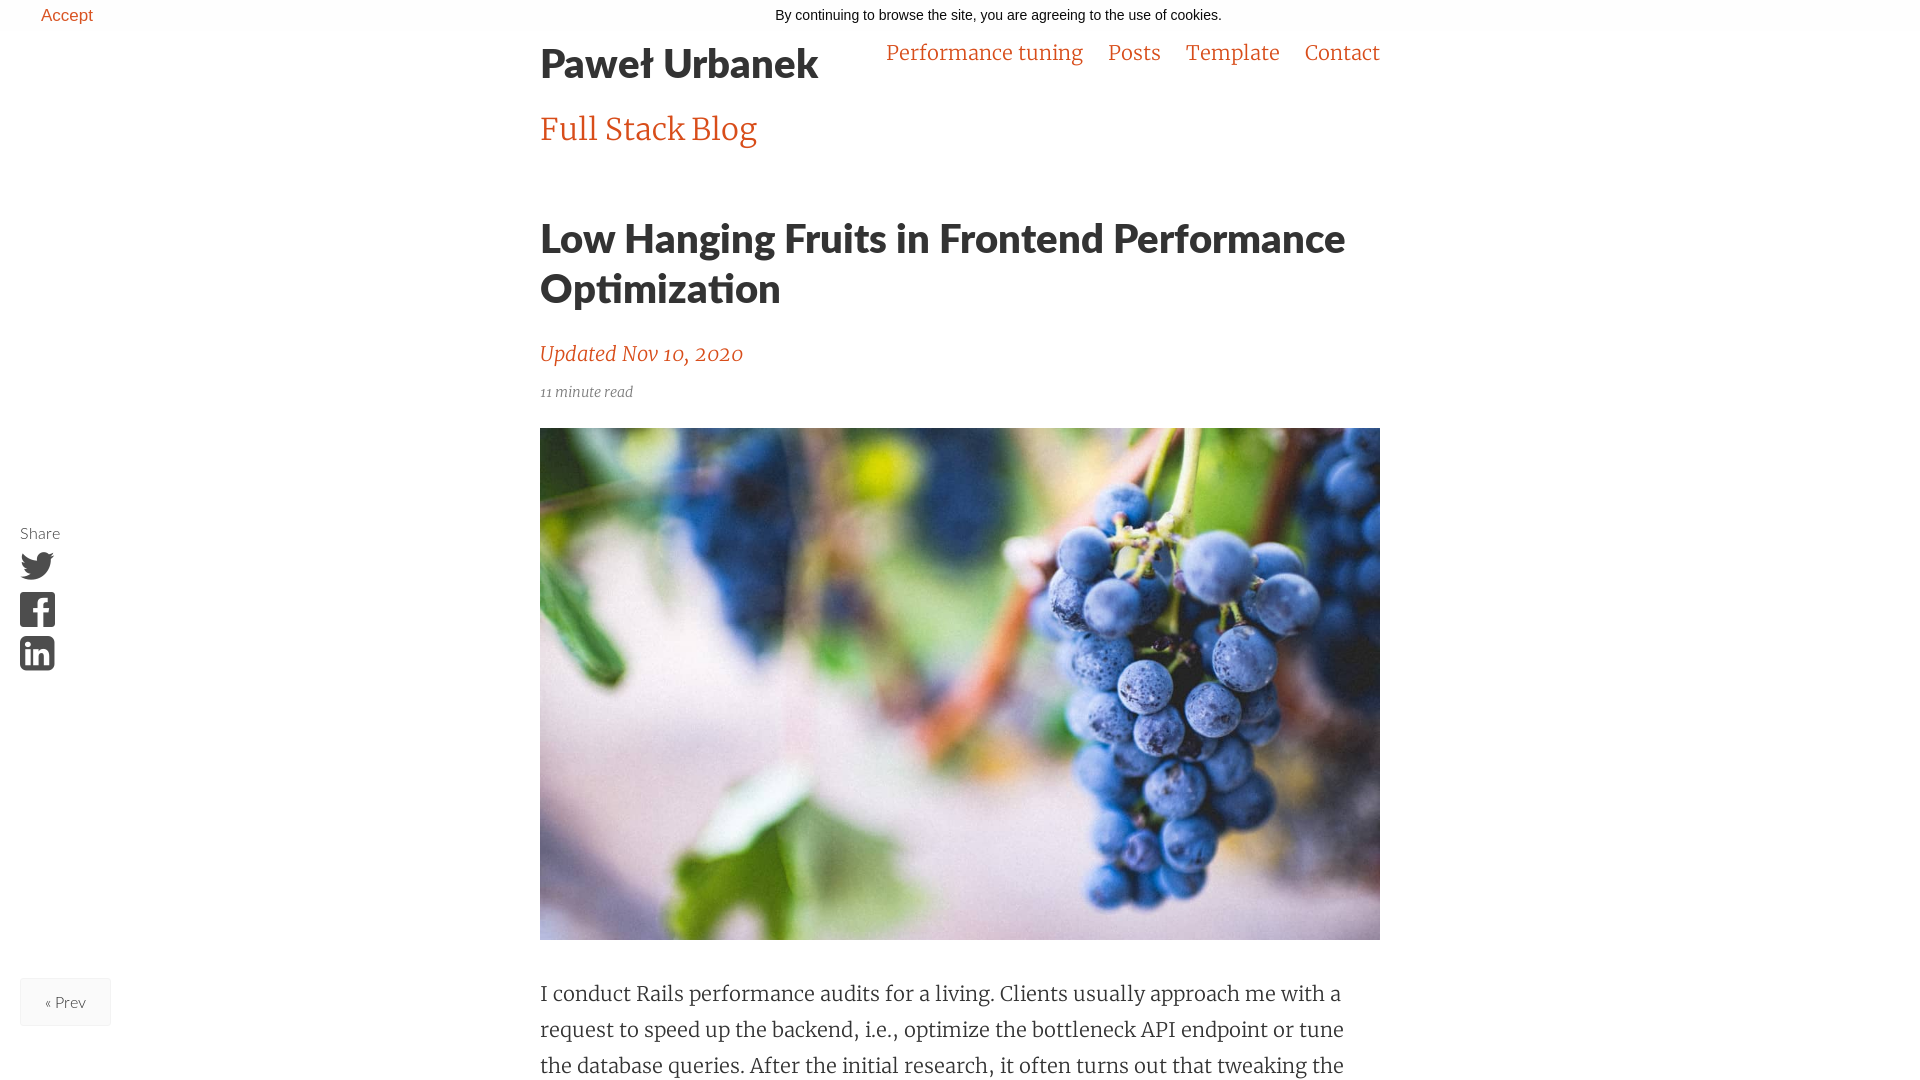 Accept
By continuing to browse the site, you are agreeing to the use of cookies.
Paweł Urbanek
Performance tuning
Posts
Template
Contact
Full Stack Blog
Low Hanging Fruits in Frontend Performance
Optimization
Updated Nov 10, 2020
11 minute read
Share
« Prev
I conduct Rails performance audits for a living. Clients usually approach me with a
request to speed up the backend, i.e., optimize the bottleneck API endpoint or tune
the database queries. After the initial research, it often turns out that tweaking the